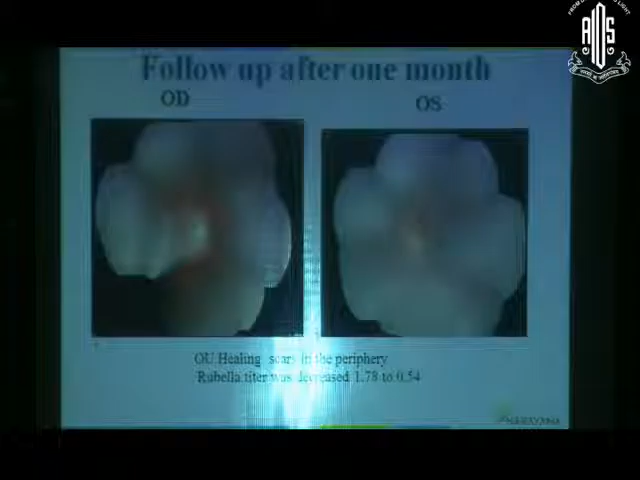 Follow up after one month
OD
OS
OU Healing scars in the periphery
Rubella titer was decreased 1.78 to 0.54